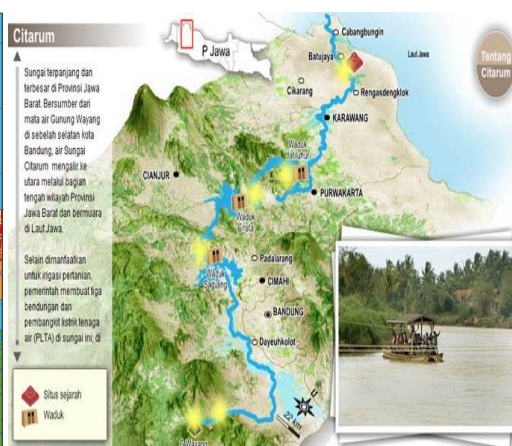 Citarum
Sungai terpanjang dan
terbesar di Provinsi Jawa
Barat. Bersumber dari
mata air Gunung Wayang
di sebelah selatan kota
Bandung, air Sungai
Citarum mengalir ke
utara melalui bagian
tengah wilayah Provinsi
Jawa Barat dan bermuara
di Laut Jawa.
Selain dimanfaatkan
untuk irigasi pertanian,
pemerintah membuat tiga
bendungan dan
pembangkit listrik tenaga
air (PLTA) di sungai ini; di
Situs sejarah
Waduk
P Jawa
Cabangbungin
Batujaya
Laut Jawa
Tentang
Citarum
Cikarang
Rengasdengklok
KARAWANG
Waduk
Jatiluhur
CIANJUR
PURWAKARTA
Waduk
Cirata
Padalarang
Waduk
Saguling
CIMAHI
BANDUNG
Dayeuhkolot
U
22 km
G Wayang